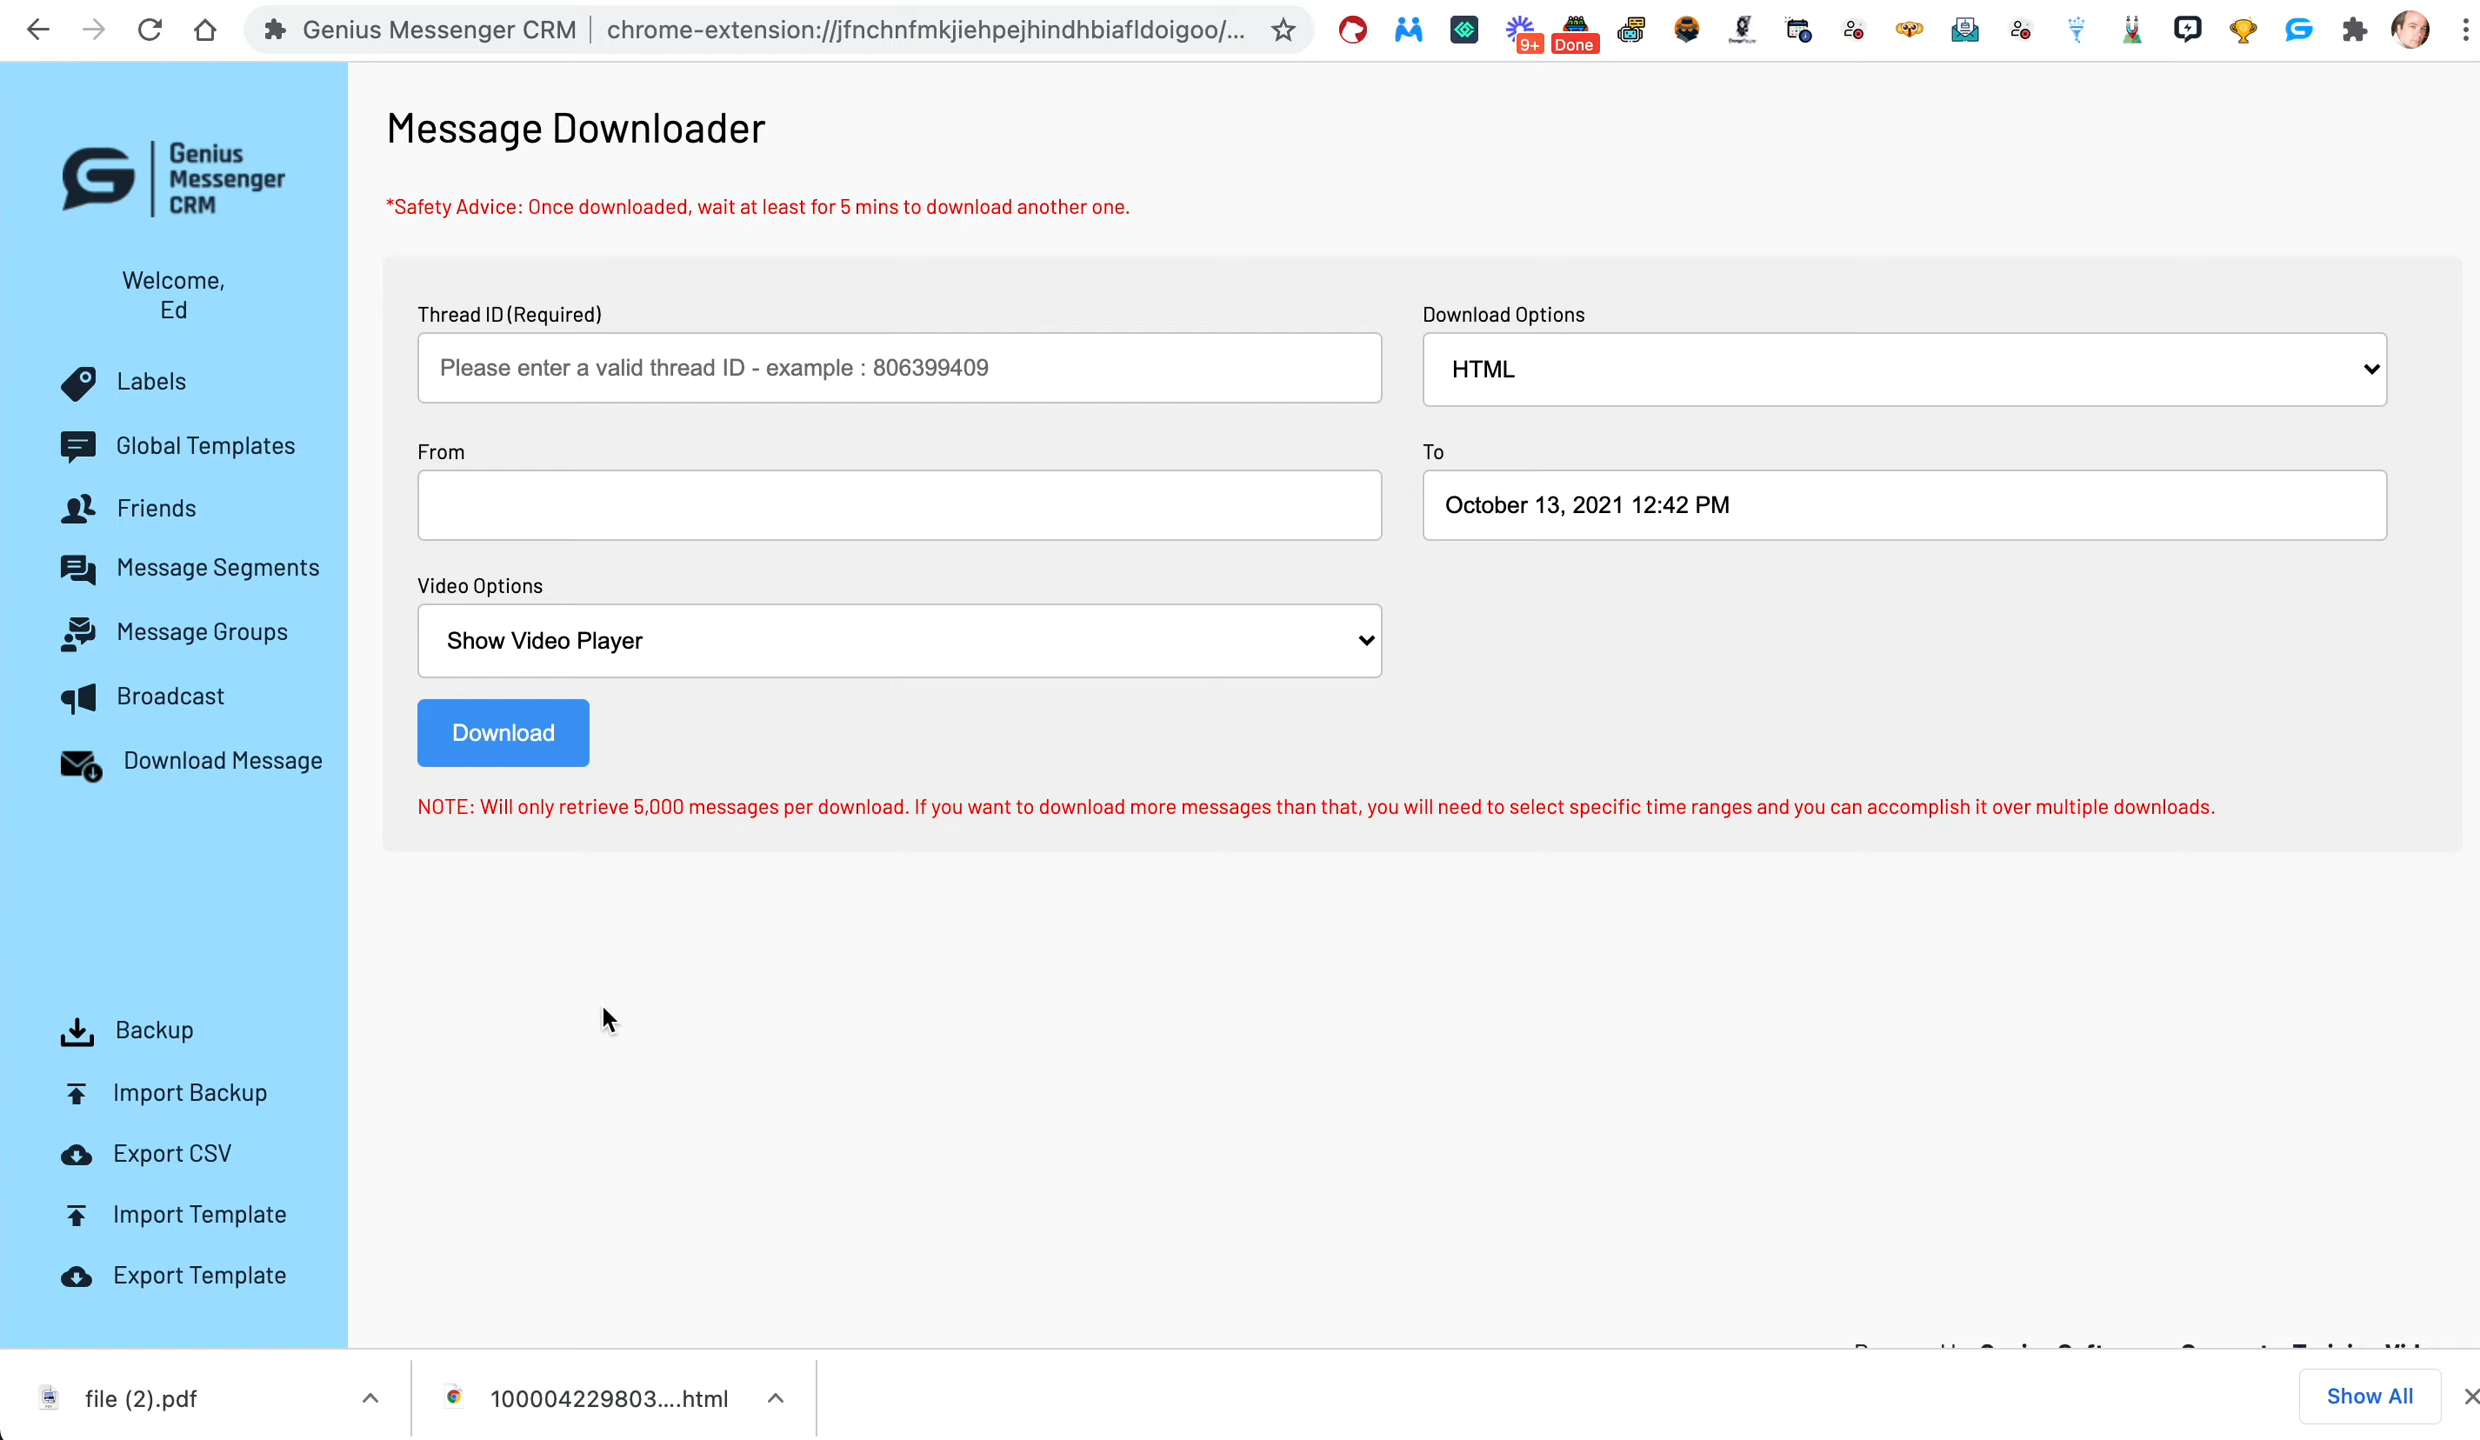 Genius Messenger CRM
chrome-extension://jfnchnfmkjiehpejhindhbiafldoigoo/...
9+
Done
Genius
Messenger
CRM
Welcome,
Ed
Labels
Global Templates
Friends
Message Segments
Message Groups
Broadcast
Download Message
Backup
Import Backup
Export CSV
Import Template
Export Template
Message Downloader
*Safety Advice: Once downloaded, wait at least for 5 mins to download another one.
Thread ID (Required)
Please enter a valid thread ID - example : 806399409
Download Options
HTML
From
To
October 13, 2021 12:42 PM
Video Options
Show Video Player
Download
NOTE: Will only retrieve 5,000 messages per download. If you want to download more messages than that, you will need to select specific time ranges and you can accomplish it over multiple downloads.
file (2).pdf
100004229803....html
Show All